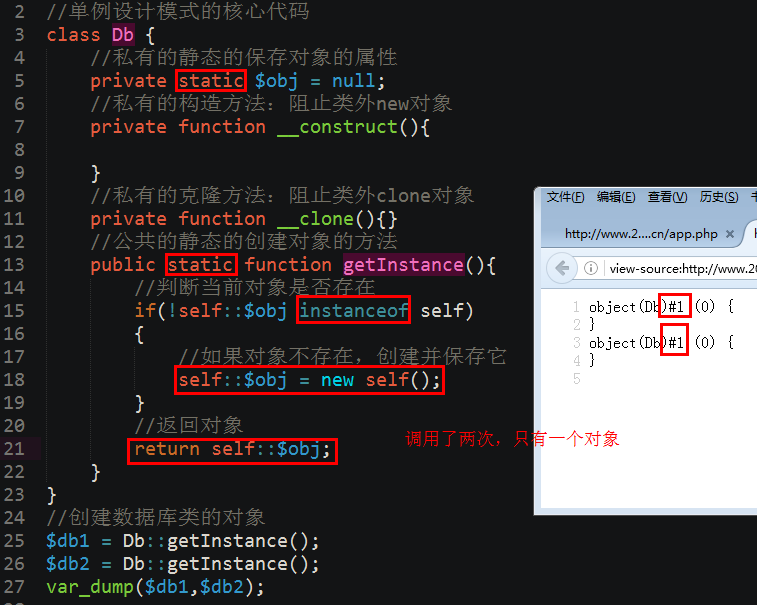 2 //单例设计模式的核心代码
3 class Db {
4 //私有的静态的保存对象的属性
5 private static $obj = null;
6 //私有的构造方法：阻止类外new对象
7 private function __construct(){
8
9 }
10 //私有的克隆方法：阻止类外clone对象
11 private function __clone(){}
12 //公共的静态的创建对象的方法
13 public static function getInstance(){
14 //判断当前对象是否存在
15 if(!self::$obj instanceof self)
16 {
17 //如果对象不存在，创建并保存它
18 self::$obj = new self();
19 }
20 //返回对象
21 return self::$obj;
22 }
23 }
24 //创建数据库类的对象
25 $db1 = Db::getInstance();
26 $db2 = Db::getInstance();
27 var_dump($db1,$db2);
文件(F) 编辑(E) 查看(V) 历史(S)
http://www.2....cn/app.php ×
view-source:http://www.20
1 object(Db)#1 (0) {
2 }
3 object(Db)#1 (0) {
4 }
5
调用了两次，只有一个对象